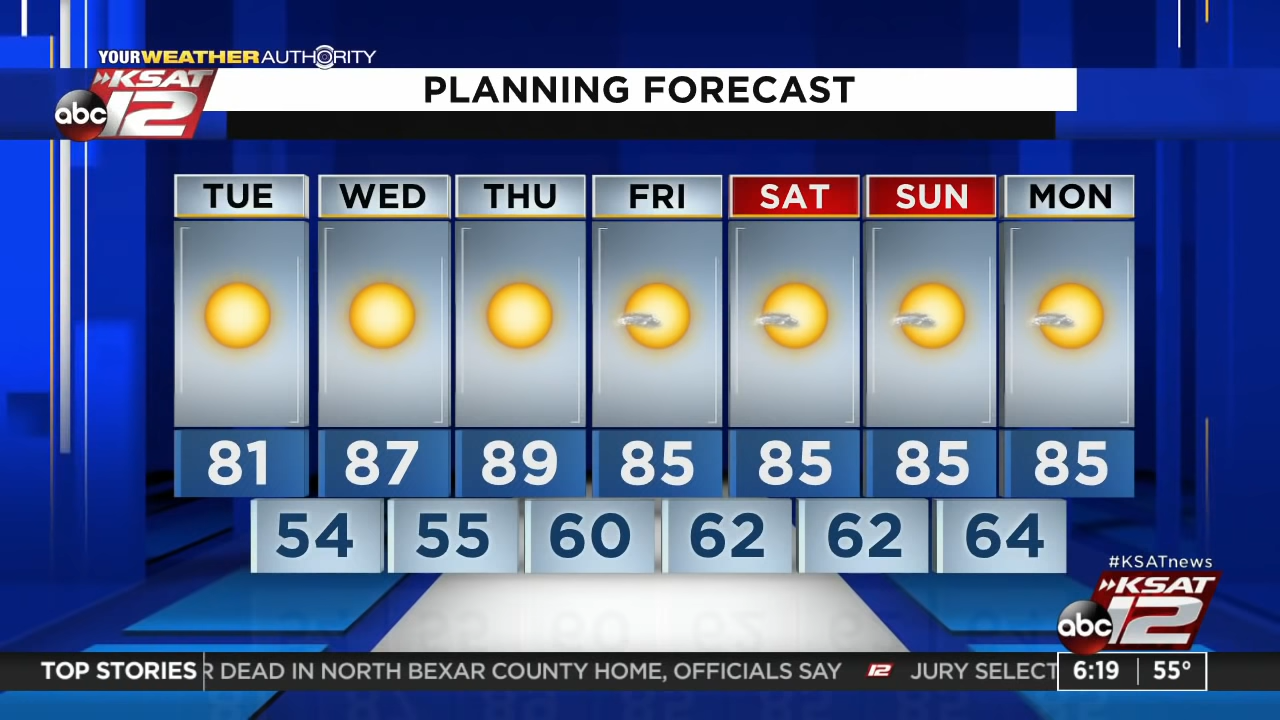 YOURWEATHERAUTHORITY
KSAT
abc 12
PLANNING FORECAST
TUE WED THU FRI SAT SUN MON
81 87 89 85 85 85 85
54 55 60 62 62 64
#KSATnews
KSAT
abc 12
TOP STORIES R DEAD IN NORTH BEXAR COUNTY HOME, OFFICIALS SAY 12 JURY SELECT 6:19 55°